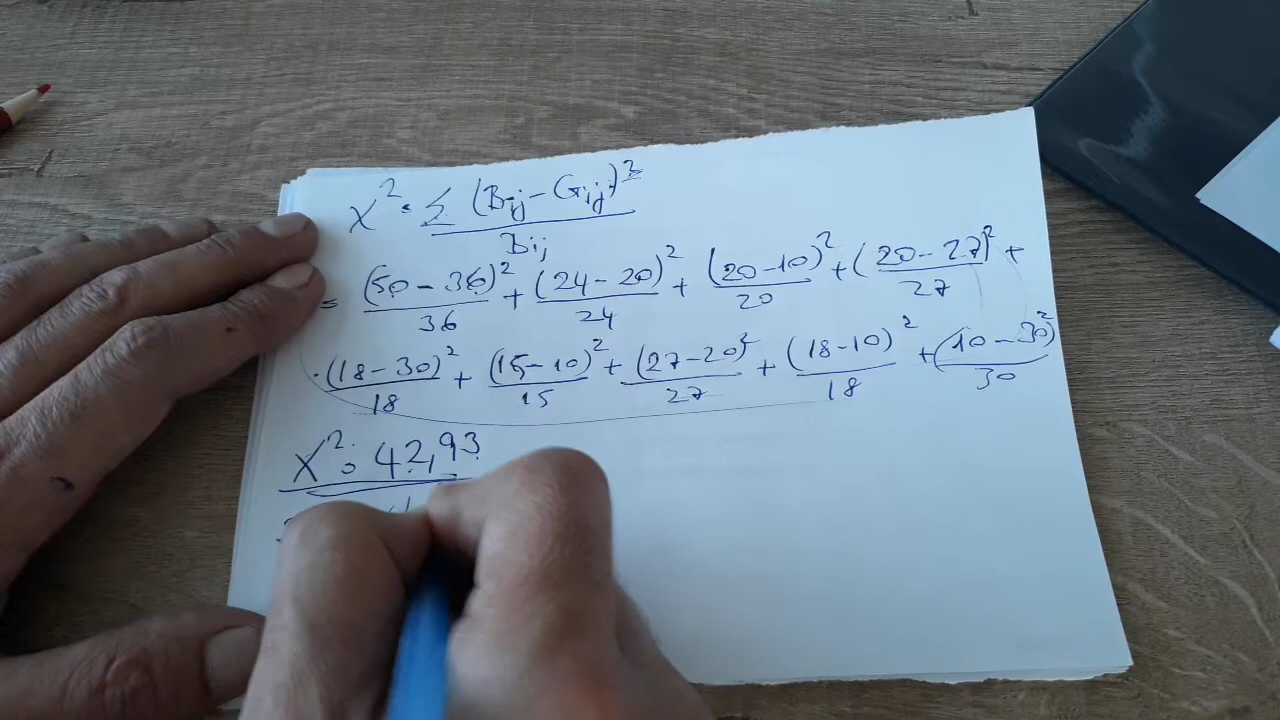 χ² = Σ (Bij - Gij)² / Bij
= (50 - 36)² / 36 + (24 - 20)² / 24 + (20 - 10)² / 20 + (20 - 27)² / 27 +
(18 - 30)² / 18 + (15 - 10)² / 15 + (27 - 20)² / 27 + (18 - 10)² / 18 + (10 - 30)² / 30
χ² = 42,93